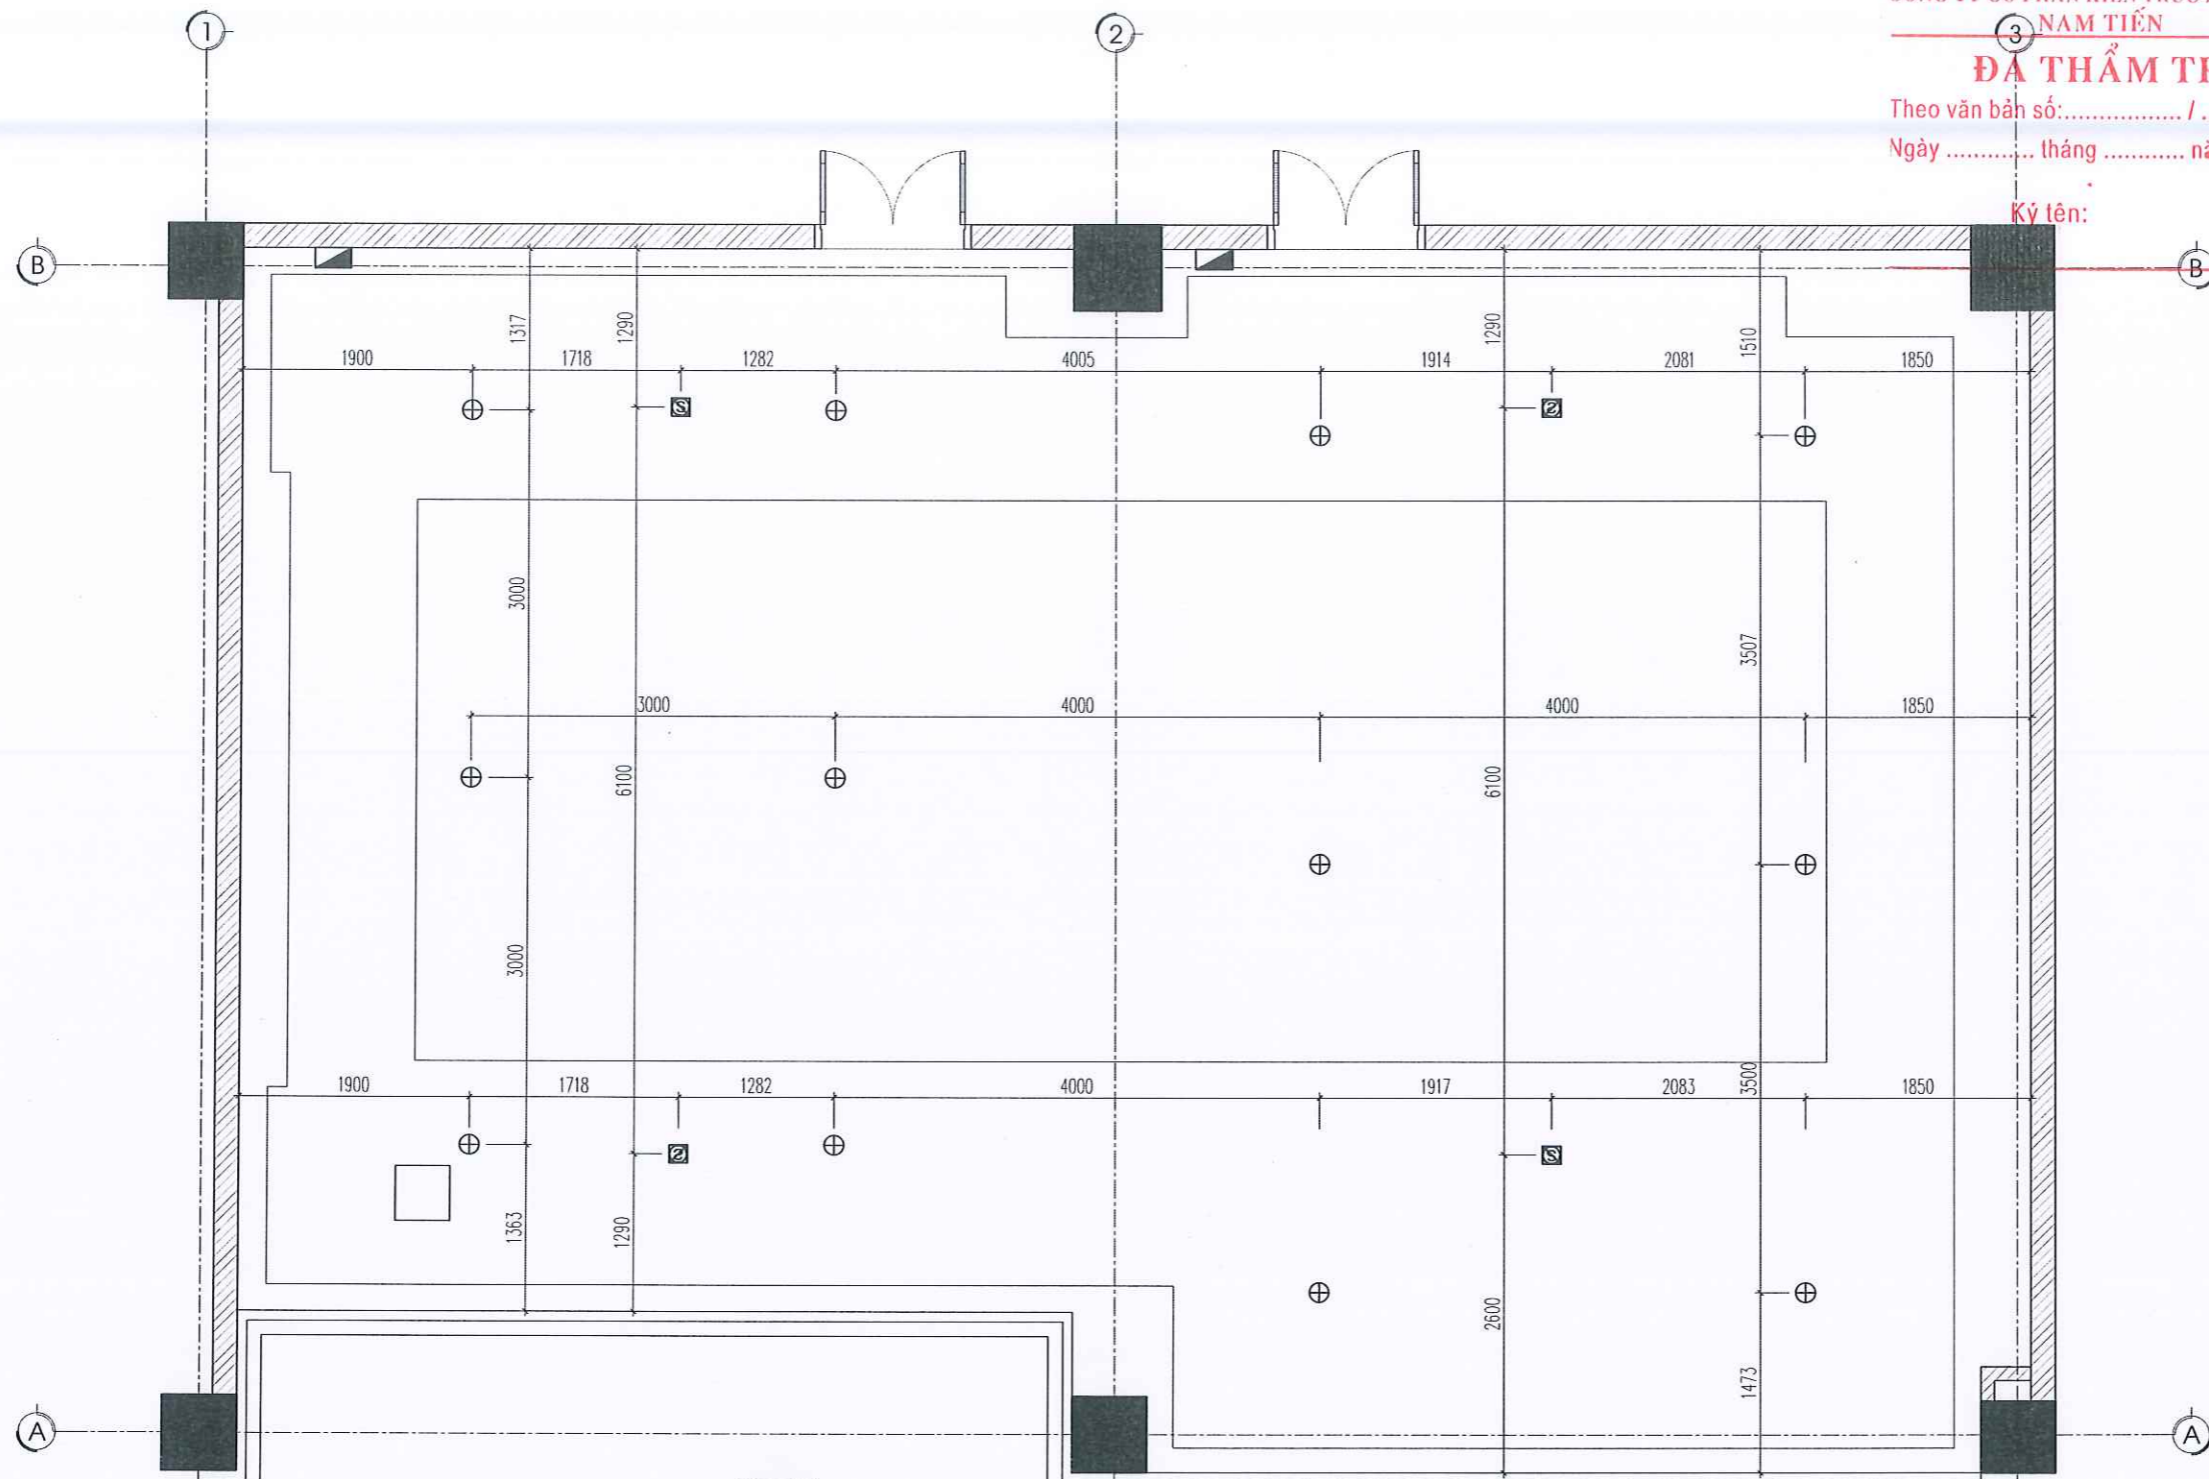 1
2
3
NAM TIẾN
ĐÃ THẨM TR
Theo văn bản số:................ / .
Ngày ............ tháng ........... nă
Ký tên:
B
B
1317
1290
1290
1510
1900
1718
1282
4005
1914
2081
1850
S
S
3000
3507
3000
4000
4000
1850
6100
6100
3000
3500
1900
1718
1282
4000
1917
2083
1850
S
S
1363
1290
2600
1473
A
A